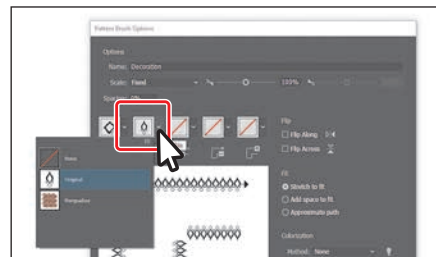 Pattern Brush Options
Options
Name: Decoration
Scale: Fixed 100%
Spacing: 0%
Flip
Flip Along
Flip Across
None
Original
Fit
Stretch to fit
Add space to fit
Approximate path
Colorization
Method: None